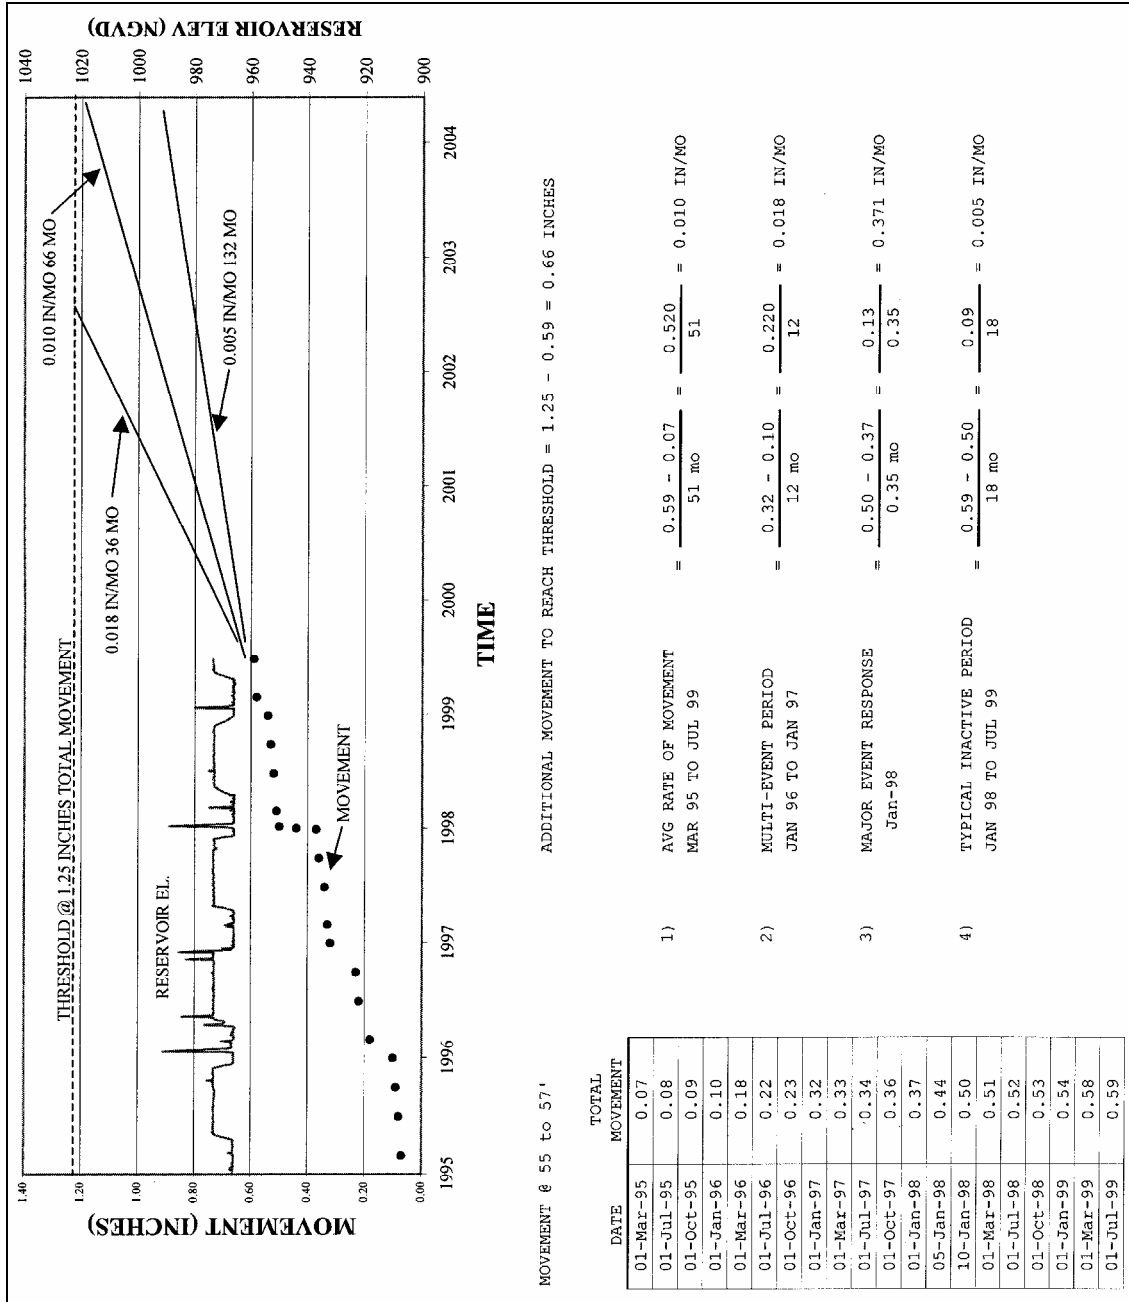 RESERVOIR ELEV (NGVD)
1040
1020
1000
980
960
940
920
900
MOVEMENT (INCHES)
1.40
1.20
1.00
0.80
0.60
0.40
0.20
0.00
THRESHOLD @ 1.25 INCHES TOTAL MOVEMENT
0.010 IN/MO 66 MO
0.018 IN/MO 36 MO
0.005 IN/MO 132 MO
RESERVOIR EL.
MOVEMENT
1995
1996
1997
1998
1999
2000
2001
2002
2003
2004
TIME
MOVEMENT @ 55 to 57'
ADDITIONAL MOVEMENT TO REACH THRESHOLD = 1.25 - 0.59 = 0.66 INCHES
TOTAL
DATE MOVEMENT
01-Mar-95 0.07
01-Jul-95 0.08
01-Oct-95 0.09
01-Jan-96 0.10
01-Mar-96 0.18
01-Jul-96 0.22
01-Oct-96 0.23
01-Jan-97 0.32
01-Mar-97 0.33
01-Jul-97 0.34
01-Oct-97 0.36
01-Jan-98 0.37
05-Jan-98 0.44
10-Jan-98 0.50
01-Mar-98 0.51
01-Jul-98 0.52
01-Oct-98 0.53
01-Jan-99 0.54
01-Mar-99 0.58
01-Jul-99 0.59
1) AVG RATE OF MOVEMENT = 0.59 - 0.07 = 0.520 = 0.010 IN/MO
MAR 95 TO JUL 99 51 mo 51
2) MULTI-EVENT PERIOD = 0.32 - 0.10 = 0.220 = 0.018 IN/MO
JAN 96 TO JAN 97 12 mo 12
3) MAJOR EVENT RESPONSE = 0.50 - 0.37 = 0.13 = 0.371 IN/MO
Jan-98 0.35 mo 0.35
4) TYPICAL INACTIVE PERIOD = 0.59 - 0.50 = 0.09 = 0.005 IN/MO
JAN 98 TO JUL 99 18 mo 18